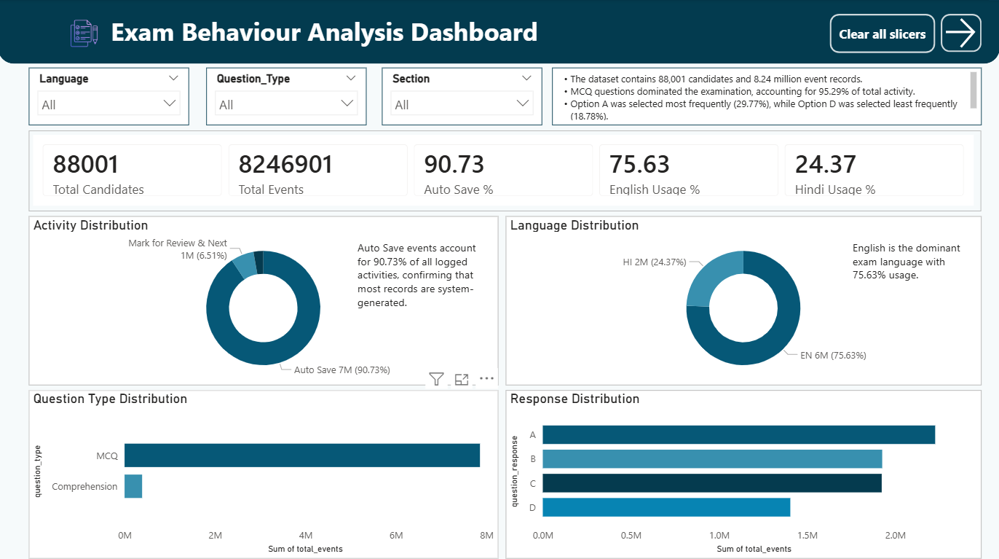 Exam Behaviour Analysis Dashboard
Clear all slicers
Language
All
Question_Type
All
Section
All
• The dataset contains 88,001 candidates and 8.24 million event records.
• MCQ questions dominated the examination, accounting for 95.29% of total activity.
• Option A was selected most frequently (29.77%), while Option D was selected least frequently
(18.78%).
88001
Total Candidates
8246901
Total Events
90.73
Auto Save %
75.63
English Usage %
24.37
Hindi Usage %
Activity Distribution
Mark for Review & Next
1M (6.51%)
Auto Save 7M (90.73%)
Auto Save events account
for 90.73% of all logged
activities, confirming that
most records are system-
generated.
Language Distribution
HI 2M (24.37%)
EN 6M (75.63%)
English is the dominant
exam language with
75.63% usage.
Question Type Distribution
question_type
MCQ
Comprehension
0M 2M 4M 6M 8M
Sum of total_events
Response Distribution
question_response
A
B
C
D
0.0M 0.5M 1.0M 1.5M 2.0M
Sum of total_events